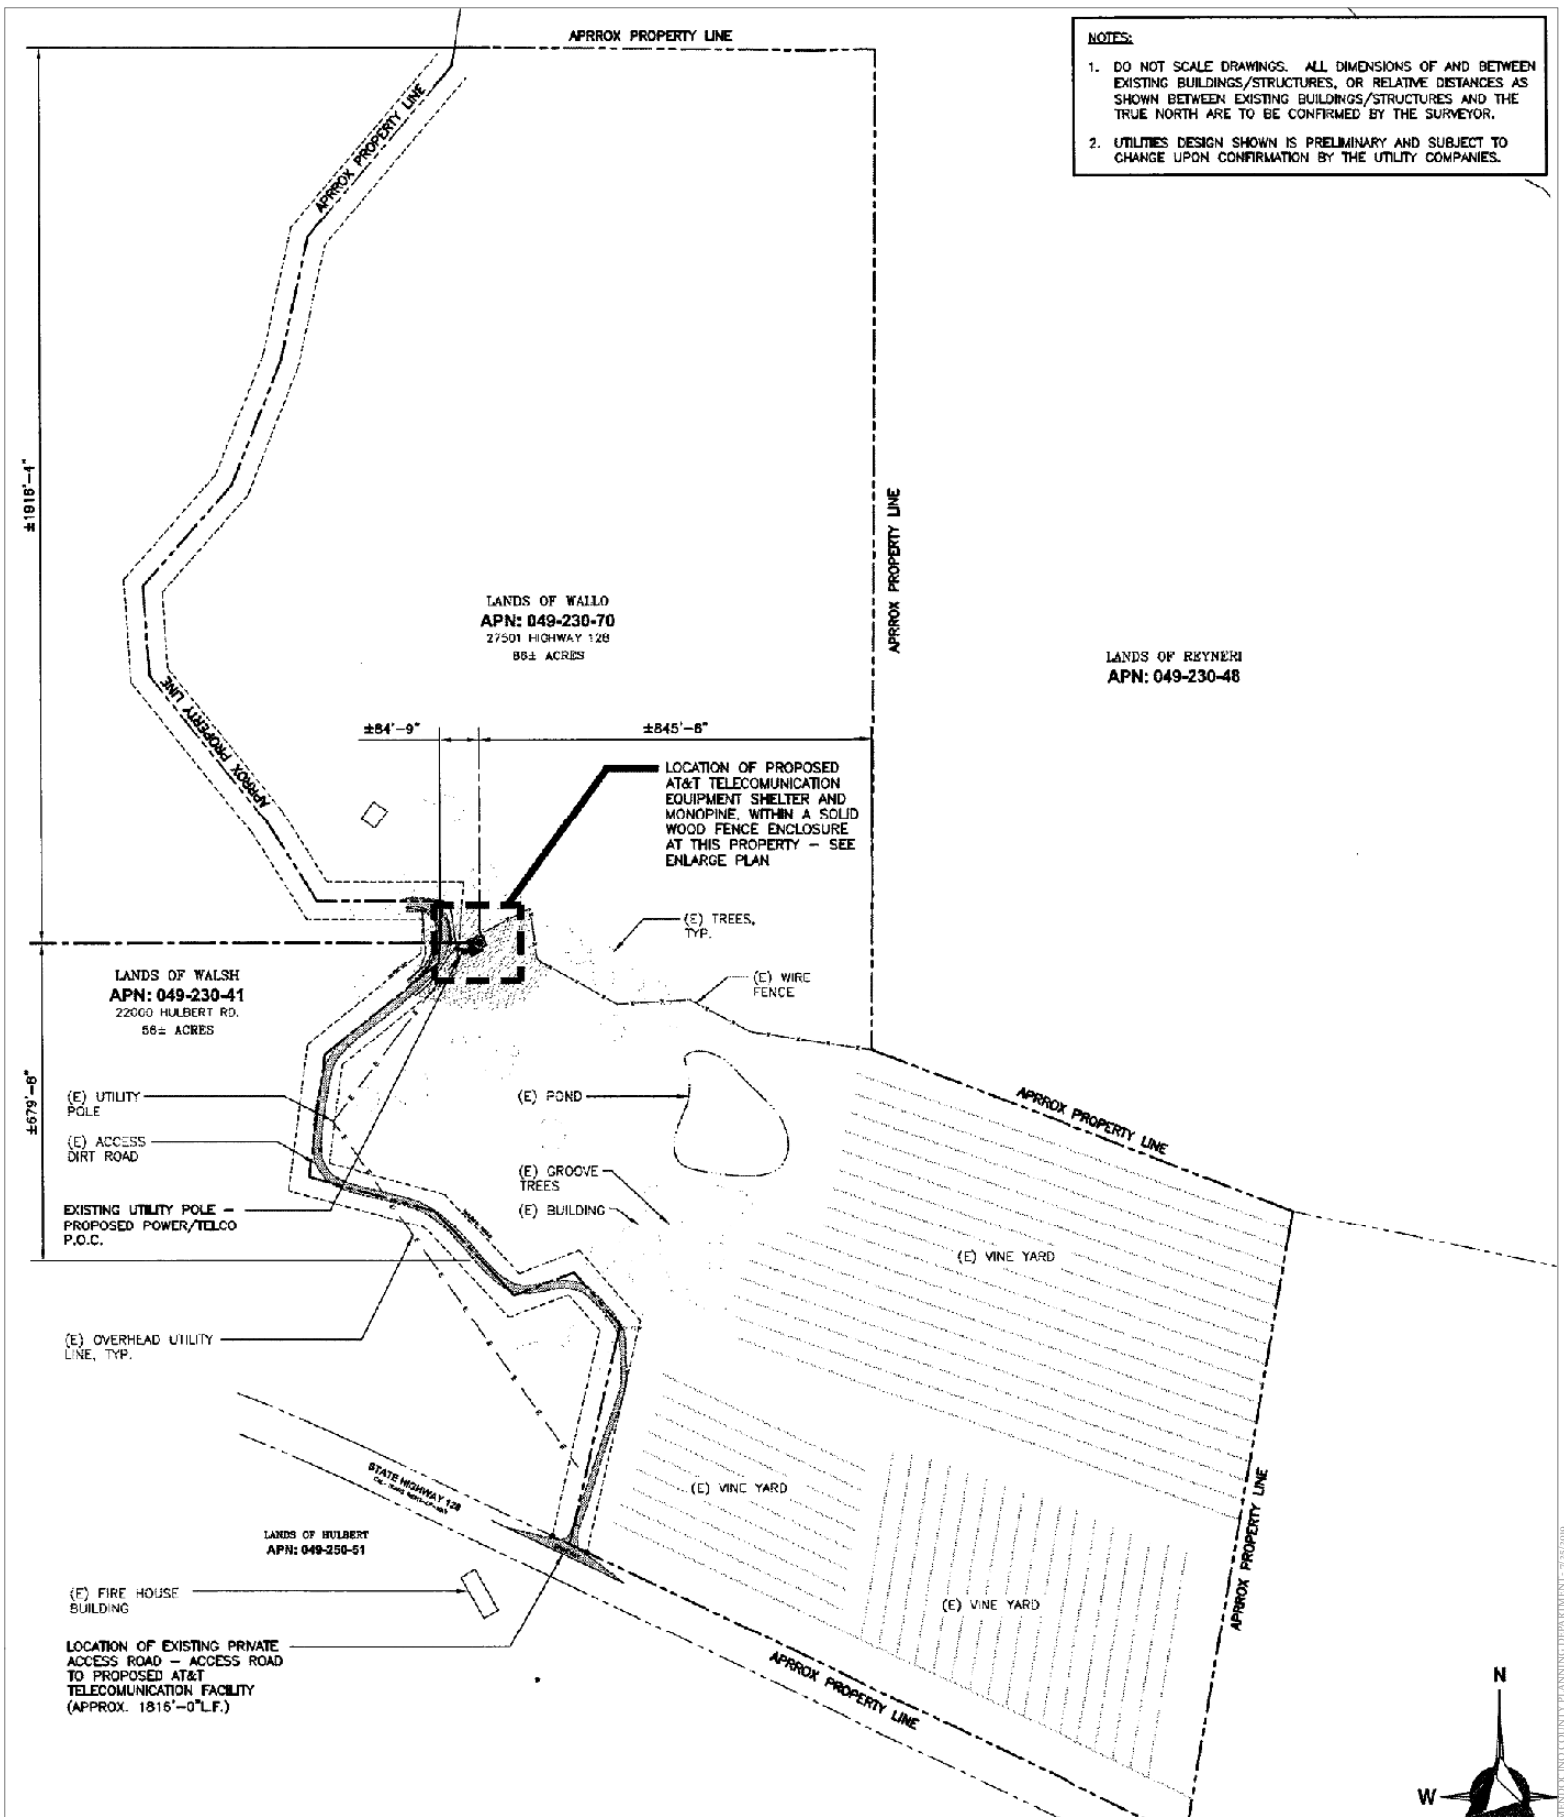 APRROX PROPERTY LINE
NOTES:
1. DO NOT SCALE DRAWINGS. ALL DIMENSIONS OF AND BETWEEN
EXISTING BUILDINGS/STRUCTURES, OR RELATIVE DISTANCES AS
SHOWN BETWEEN EXISTING BUILDINGS/STRUCTURES AND THE
TRUE NORTH ARE TO BE CONFIRMED BY THE SURVEYOR.
2. UTILITIES DESIGN SHOWN IS PRELIMINARY AND SUBJECT TO
CHANGE UPON CONFIRMATION BY THE UTILITY COMPANIES.
APRROX PROPERTY LINE
±1918'-4"
APRROX PROPERTY LINE
LANDS OF WALLO
APN: 049-230-70
27501 HIGHWAY 128
86± ACRES
LANDS OF REYNERI
APN: 049-230-48
APRROX PROPERTY LINE
±84'-9"
±845'-6"
LOCATION OF PROPOSED
AT&T TELECOMUNICATION
EQUIPMENT SHELTER AND
MONOPINE, WITHIN A SOLID
WOOD FENCE ENCLOSURE
AT THIS PROPERTY – SEE
ENLARGE PLAN
(E) TREES,
TYP.
(E) WIRE
FENCE
LANDS OF WALSH
APN: 049-230-41
22000 HULBERT RD.
56± ACRES
±679'-8"
(E) UTILITY
POLE
(E) ACCESS
DIRT ROAD
EXISTING UTILITY POLE –
PROPOSED POWER/TELCO
P.O.C.
(E) POND
(E) GROOVE
TREES
(E) BUILDING
APRROX PROPERTY LINE
(E) VINE YARD
(E) OVERHEAD UTILITY
LINE, TYP.
STATE HIGHWAY 128
(E) VINE YARD
APRROX PROPERTY LINE
LANDS OF HULBERT
APN: 049-250-51
(E) FIRE HOUSE
BUILDING
(E) VINE YARD
LOCATION OF EXISTING PRIVATE
ACCESS ROAD – ACCESS ROAD
TO PROPOSED AT&T
TELECOMUNICATION FACILITY
(APPROX. 1816'-0"L.F.)
APRROX PROPERTY LINE
N
W
COUNTY PLANNING DEPARTMENT-